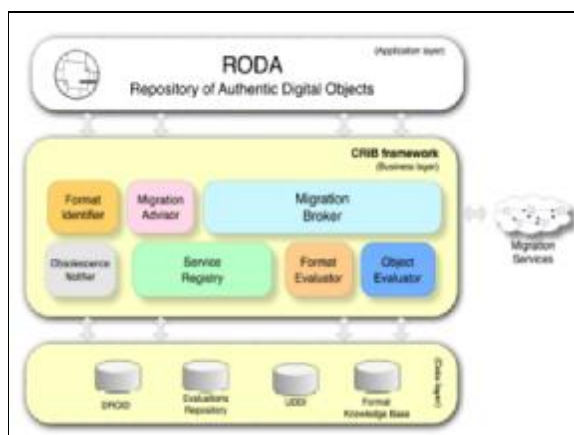 (Application layer)
RODA
Repository of Authentic Digital Objects
CRiB framework
(Business layer)
Format
Identifier
Migration
Advisor
Migration
Broker
Obsolescence
Notifier
Service
Registry
Format
Evaluator
Object
Evaluator
Migration
Services
DROID
Evaluations
Repository
UDDI
Format
Knowledge Base
(Data layer)